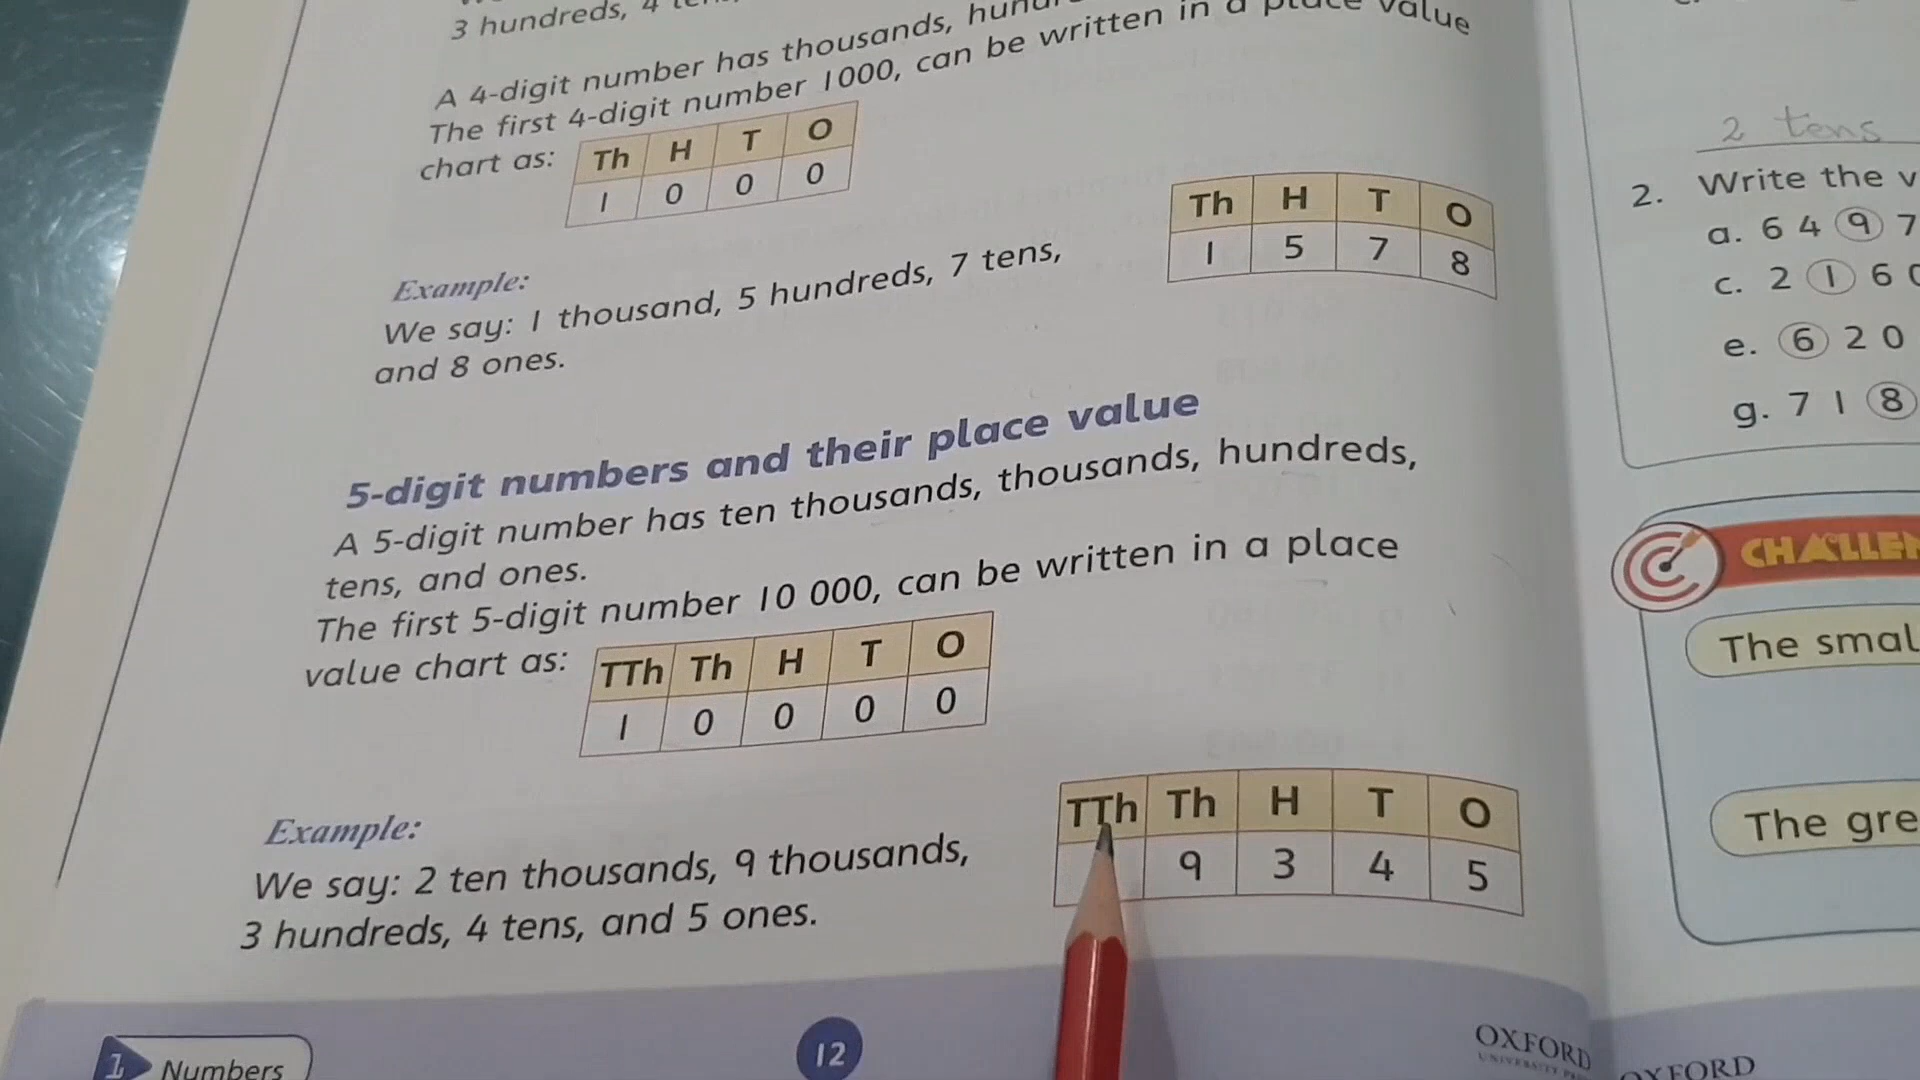 3 hundreds, 4
A 4-digit number has thousands,
The first 4-digit number 1000, can be written in a place value
chart as:
Th H T O
1 0 0 0
Th H T O
1 5 7 8
Example:
We say: 1 thousand, 5 hundreds, 7 tens,
and 8 ones.
5-digit numbers and their place value
A 5-digit number has ten thousands, thousands, hundreds,
tens, and ones.
The first 5-digit number 10 000, can be written in a place
value chart as:
TTh Th H T O
1 0 0 0 0
TTh Th H T O
9 3 4 5
Example:
We say: 2 ten thousands, 9 thousands,
3 hundreds, 4 tens, and 5 ones.
1 Numbers
12
OXFORD
2 tens
2. Write the
a. 6 4 9 7
c. 2 1 6
e. 6 2 0
g. 7 1 8
The
The
OXFORD